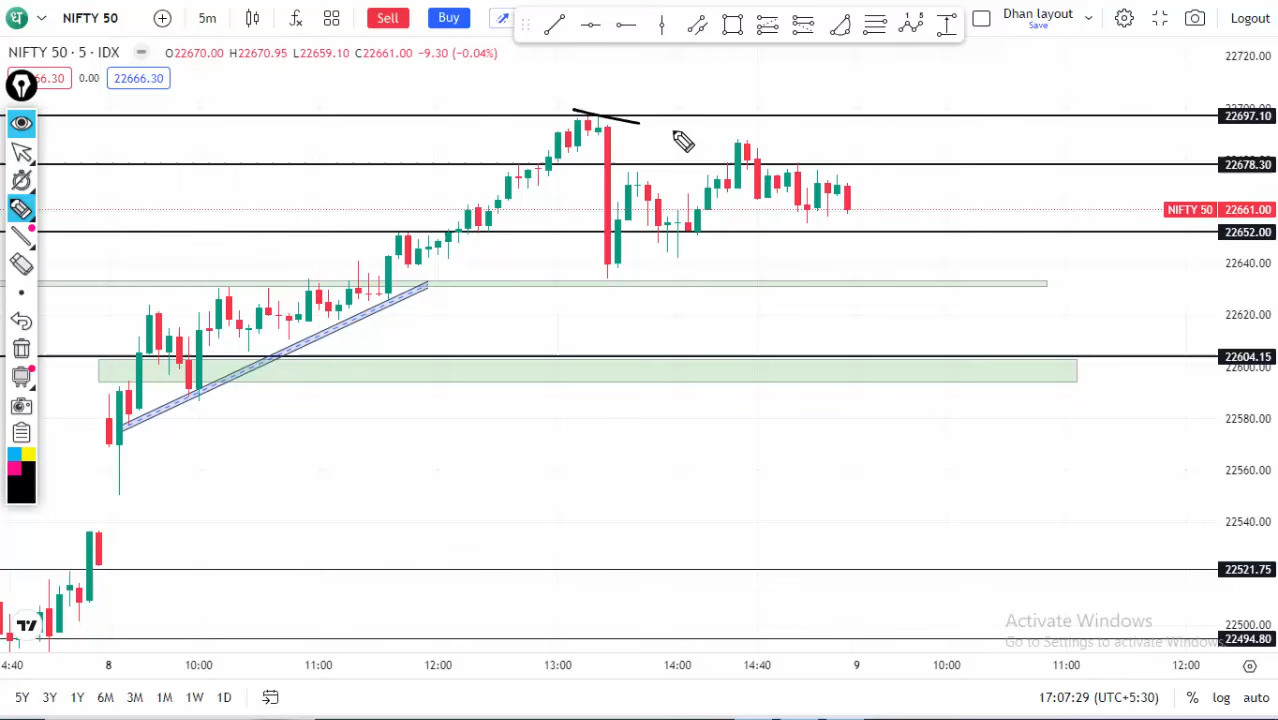 ध NIFTY 50 5m Sell Buy Dhan layout Save Logout
NIFTY 50 · 5 · IDX O22670.00 H22670.95 L22659.10 C22661.00 -9.30 (-0.04%)
66.30 0.00 22666.30
22720.00
22697.10
22678.30
NIFTY 50 22661.00
22652.00
22640.00
22620.00
22604.15
22600.00
22580.00
22560.00
22540.00
22521.75
22500.00
22494.80
Activate Windows
Go to Settings to activate Windows.
4:40 8 10:00 11:00 12:00 13:00 14:00 14:40 9 10:00 11:00 12:00
5Y 3Y 1Y 6M 3M 1M 1W 1D 17:07:29 (UTC+5:30) % log auto